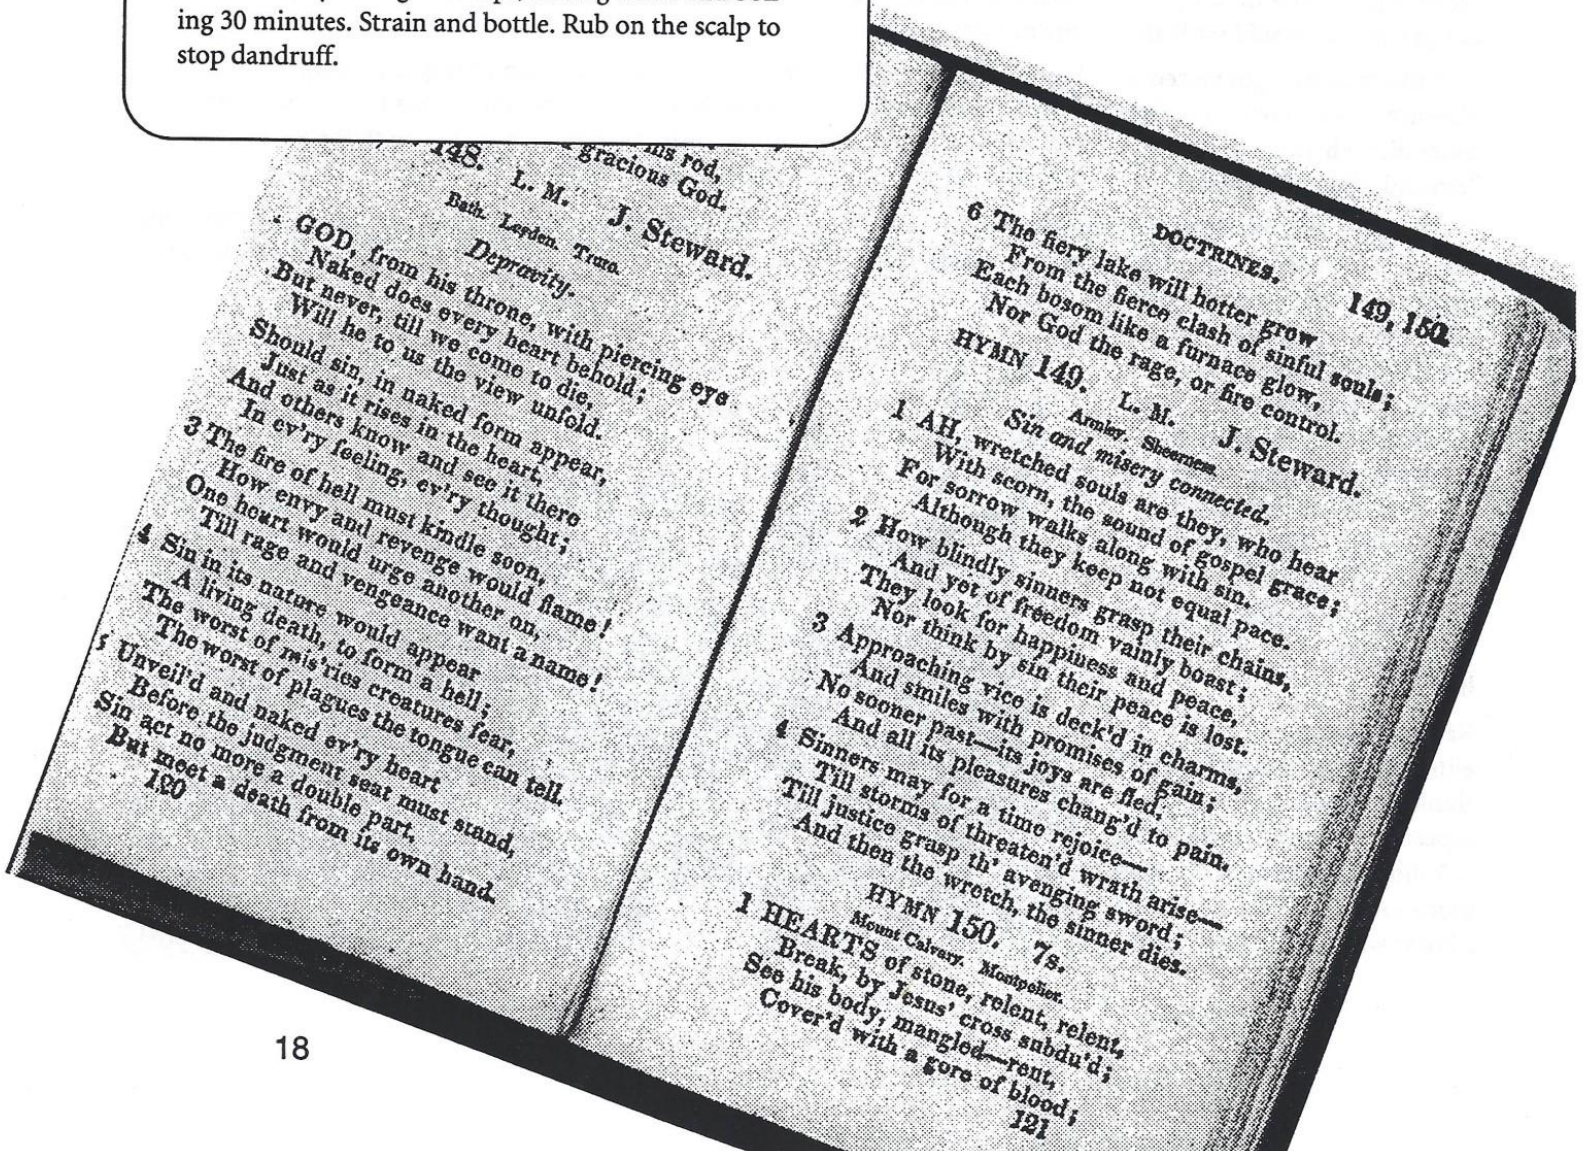 ing 30 minutes. Strain and bottle. Rub on the scalp to
stop dandruff.
his rod,
gracious God.
148. L. M. J. Steward.
Bath. Leyden. Truro.
Depravity.
GOD, from his throne, with piercing eye
Naked does every heart behold;
But never, till we come to die,
Will he to us the view unfold.
Should sin, in naked form appear,
Just as it rises in the heart,
And others know and see it there
In ev'ry feeling, ev'ry thought;
3 The fire of hell must kindle soon,
How envy and revenge would flame!
One heart would urge another on,
Till rage and vengeance want a name!
4 Sin in its nature would appear
A living death, to form a hell;
The worst of mis'ries creatures fear,
The worst of plagues the tongue can tell.
5 Unveil'd and naked ev'ry heart
Before the judgment seat must stand,
Sin act no more a double part,
But meet a death from its own hand.
120
DOCTRINES. 149, 150.
6 The fiery lake will hotter grow
From the fierce clash of sinful souls;
Each bosom like a furnace glow,
Nor God the rage, or fire control.
HYMN 149. L. M. J. Steward.
Armley. Sheerness.
Sin and misery connected.
1 AH, wretched souls are they, who hear
With scorn, the sound of gospel grace;
For sorrow walks along with sin.
Although they keep not equal pace.
2 How blindly sinners grasp their chains,
And yet of freedom vainly boast;
They look for happiness and peace,
Nor think by sin their peace is lost.
3 Approaching vice is deck'd in charms,
And smiles with promises of gain;
No sooner past—its joys are fled,
And all its pleasures chang'd to pain.
4 Sinners may for a time rejoice—
Till storms of threaten'd wrath arise—
Till justice grasp th' avenging sword;
And then the wretch, the sinner dies.
HYMN 150. 7s.
Mount Calvary. Montpelier.
1 HEARTS of stone, relent, relent,
Break, by Jesus' cross subdu'd;
See his body, mangled—rent,
Cover'd with a gore of blood;
121
18